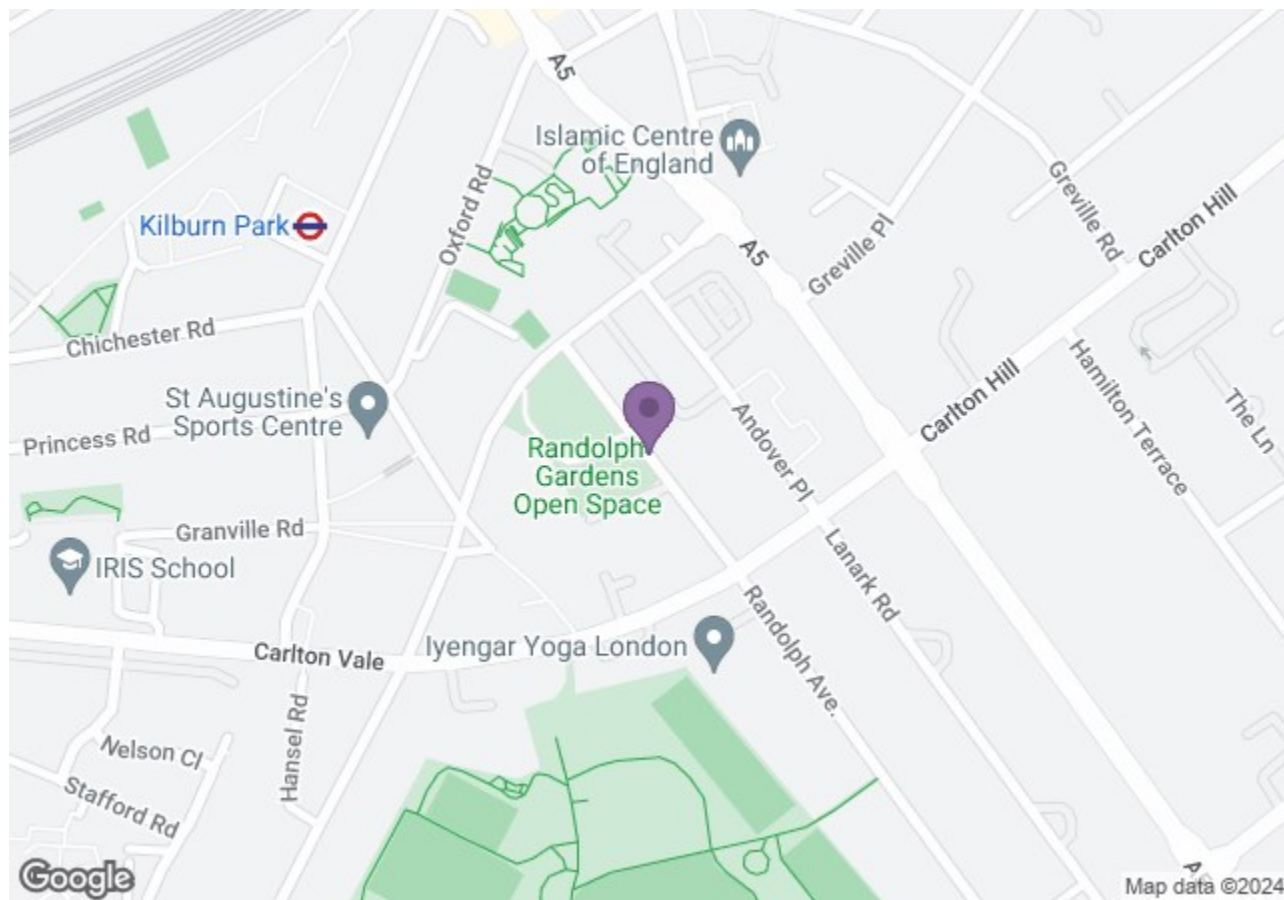 A5
Islamic Centre
of England
Oxford Rd
Kilburn Park
A5
Greville Pl
Greville Rd
Carlton Hill
Chichester Rd
St Augustine's
Sports Centre
Princess Rd
Hamilton Terrace
The Ln
Carlton Hill
Andover Pl
Randolph
Gardens
Open Space
Granville Rd
IRIS School
Lanark Rd
Randolph Ave.
Iyengar Yoga London
Carlton Vale
Hansel Rd
Nelson Cl
Stafford Rd
Google
Map data ©2024